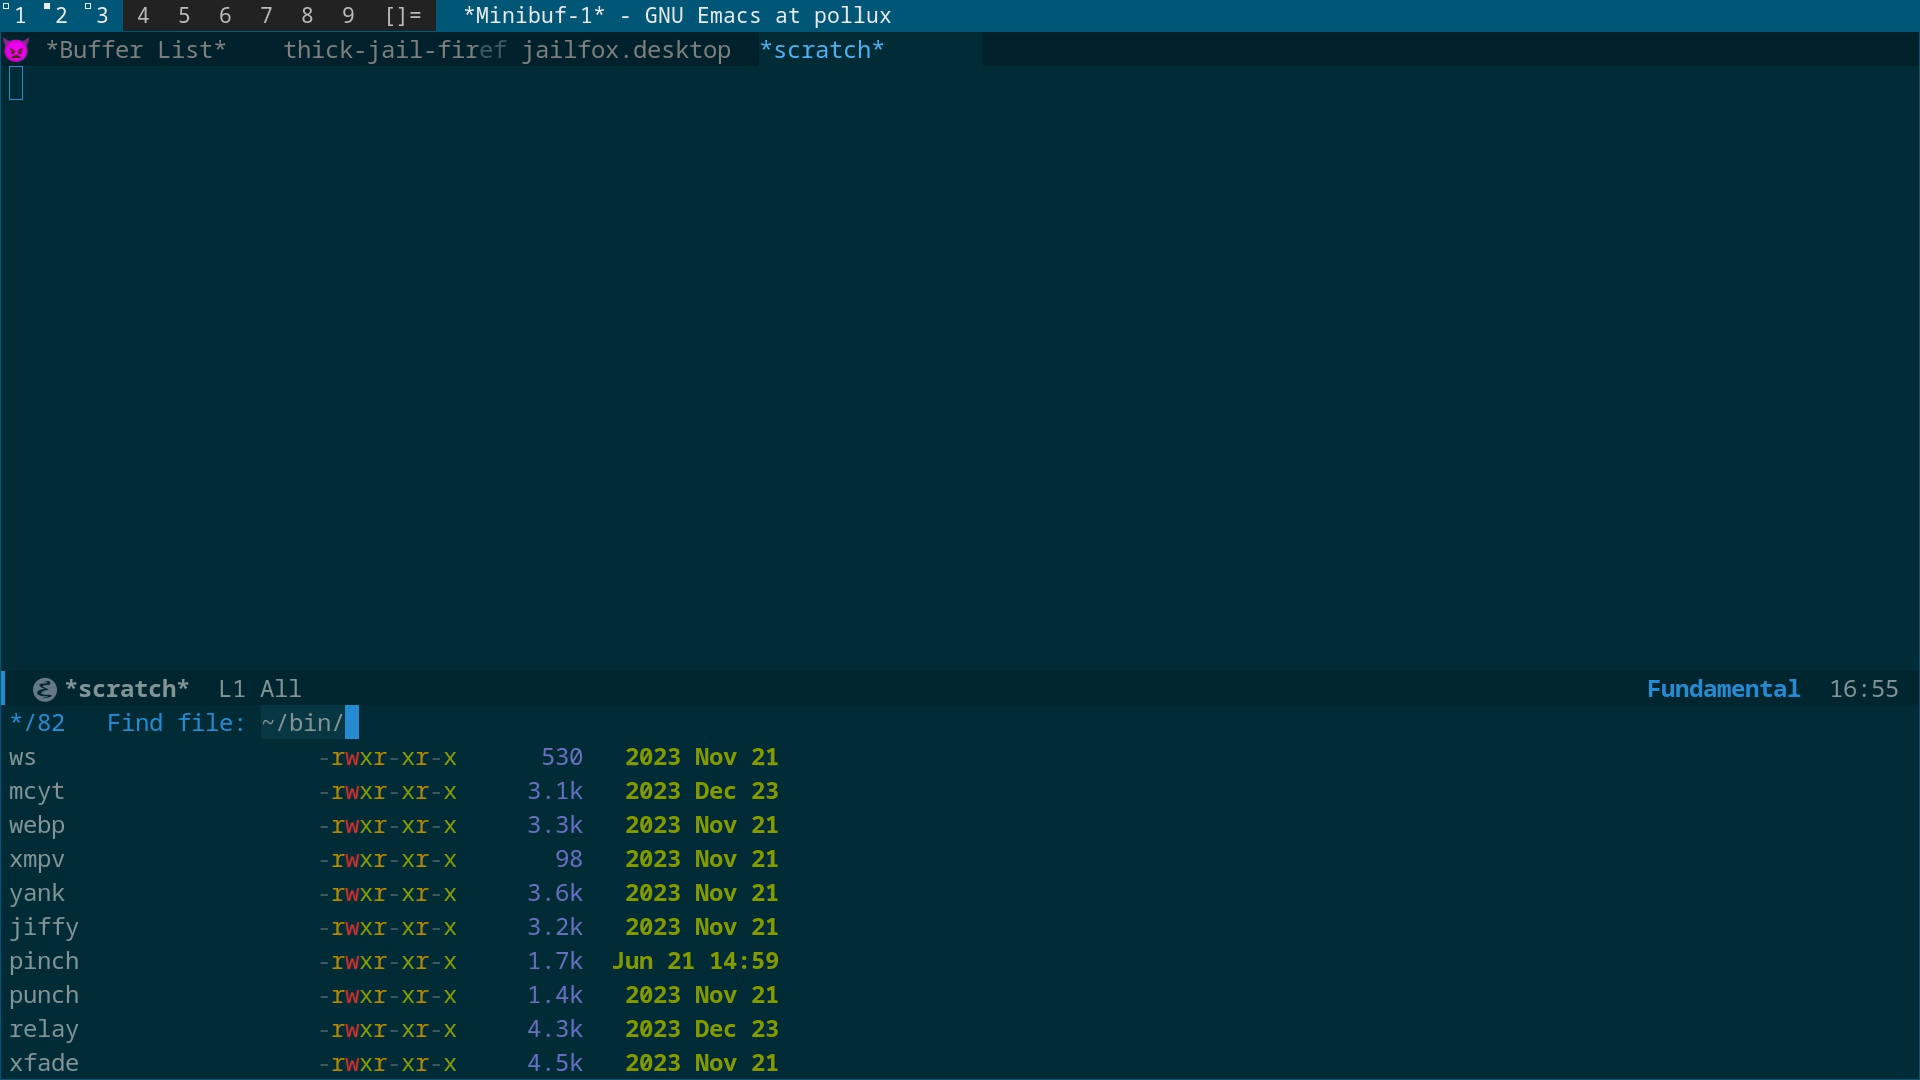 1 2 3 4 5 6 7 8 9 []= *Minibuf-1* - GNU Emacs at pollux
*Buffer List* thick-jail-firef jailfox.desktop *scratch*
*scratch* L1 All Fundamental 16:55
*/82 Find file: ~/bin/
ws -rwxr-xr-x 530 2023 Nov 21
mcyt -rwxr-xr-x 3.1k 2023 Dec 23
webp -rwxr-xr-x 3.3k 2023 Nov 21
xmpv -rwxr-xr-x 98 2023 Nov 21
yank -rwxr-xr-x 3.6k 2023 Nov 21
jiffy -rwxr-xr-x 3.2k 2023 Nov 21
pinch -rwxr-xr-x 1.7k Jun 21 14:59
punch -rwxr-xr-x 1.4k 2023 Nov 21
relay -rwxr-xr-x 4.3k 2023 Dec 23
xfade -rwxr-xr-x 4.5k 2023 Nov 21